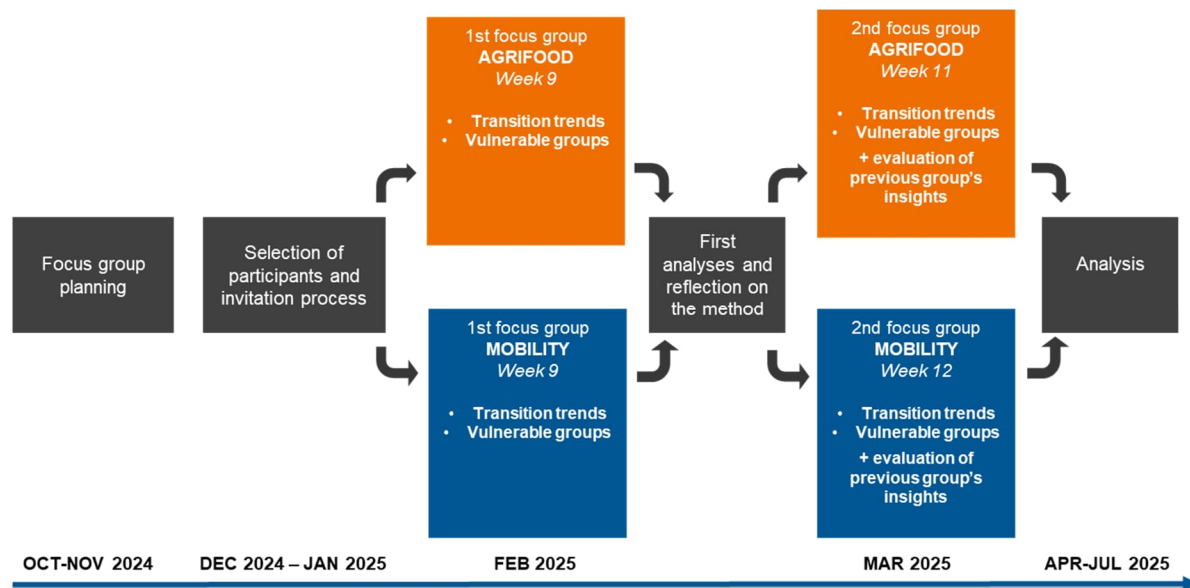 Focus group
planning
Selection of
participants and
invitation process
1st focus group
AGRIFOOD
Week 9
• Transition trends
• Vulnerable groups
1st focus group
MOBILITY
Week 9
• Transition trends
• Vulnerable groups
First
analyses and
reflection on
the method
2nd focus group
AGRIFOOD
Week 11
• Transition trends
• Vulnerable groups
+ evaluation of
previous group's
insights
2nd focus group
MOBILITY
Week 12
• Transition trends
• Vulnerable groups
+ evaluation of
previous group's
insights
Analysis
OCT-NOV 2024
DEC 2024 – JAN 2025
FEB 2025
MAR 2025
APR-JUL 2025